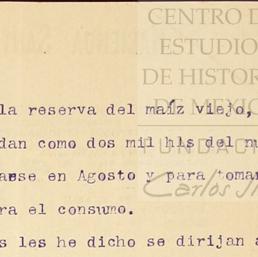 CENTRO D
ESTUDIO
DE HISTOR
DE MEXIC
FUNDACI
Carlos
la reserva del maíz viejo,
dan como dos mil hls del nu
arse en Agosto y para tomar
ra el consumo.
s les he dicho se dirijan a